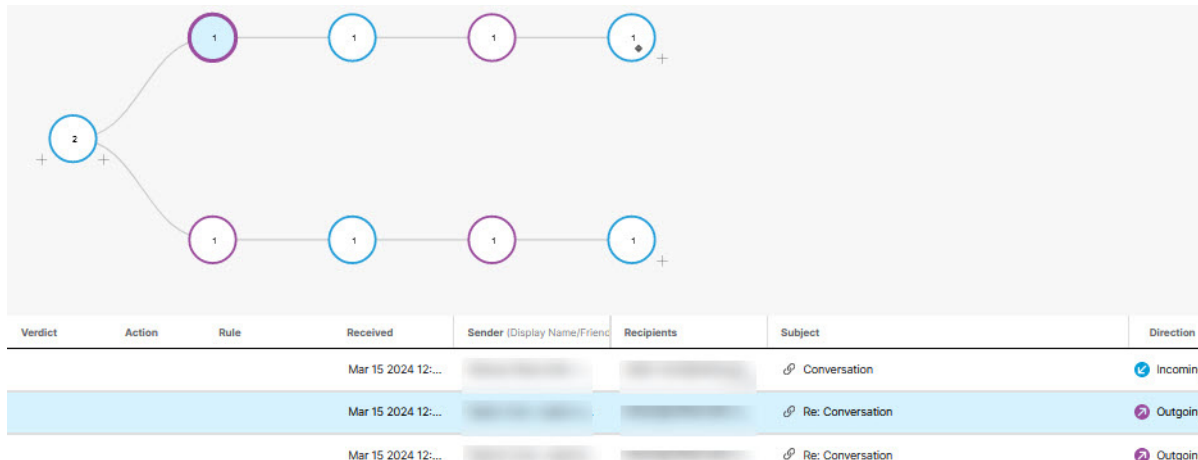 1 1 1 1
2
1 1 1 1
Verdict Action Rule Received Sender (Display Name/Friend Recipients Subject Direction
Mar 15 2024 12:... Conversation Incomin
Mar 15 2024 12:... Re: Conversation Outgoin
Mar 15 2024 12:... Re: Conversation Outgoin